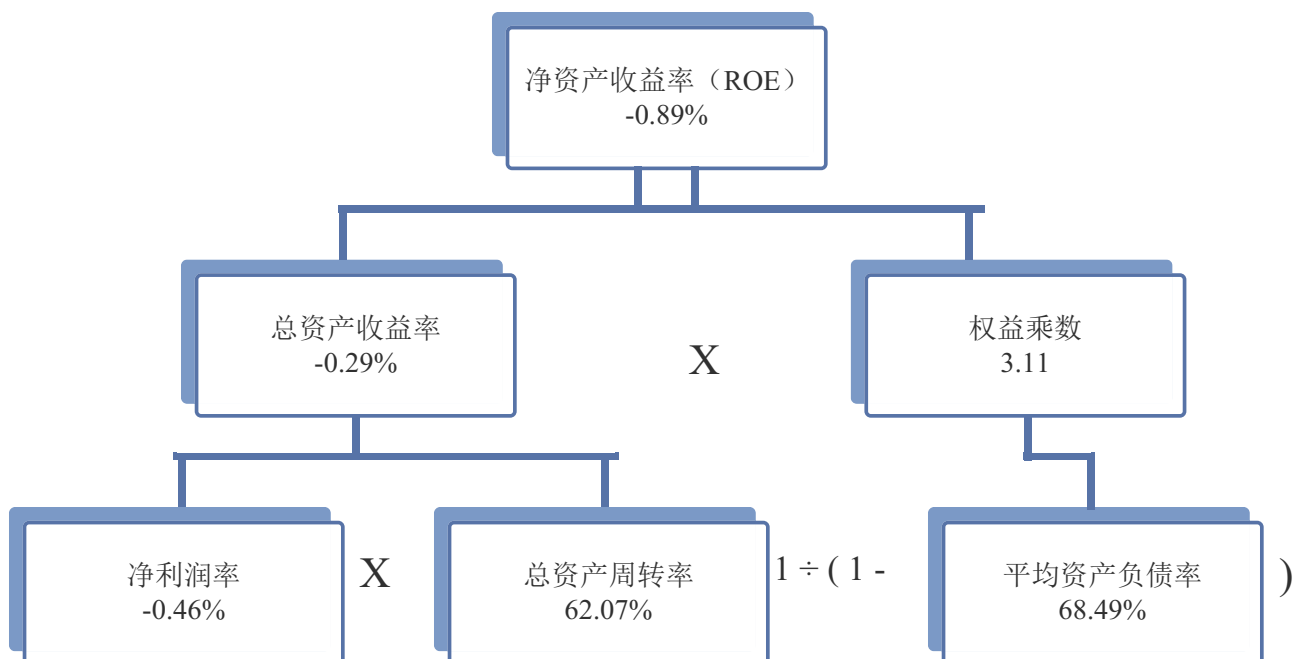 净资产收益率（ROE）
-0.89%
总资产收益率
-0.29%
X
权益乘数
3.11
净利润率
-0.46%
X
总资产周转率
62.07%
1 ÷ ( 1 -
平均资产负债率
68.49%
)